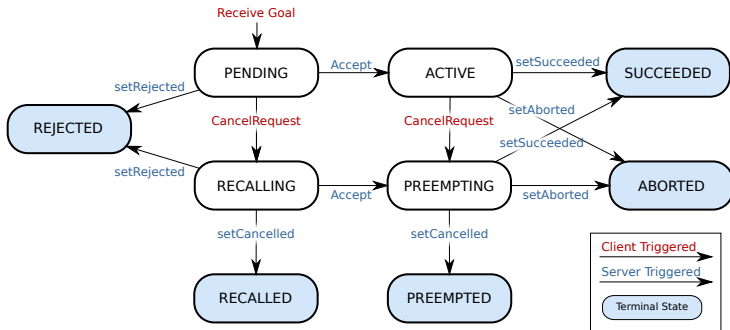 Receive Goal
PENDING
Accept
ACTIVE
setSucceeded
SUCCEEDED
setRejected
setAborted
REJECTED
CancelRequest
CancelRequest
setSucceeded
setRejected
RECALLING
Accept
PREEMPTING
setAborted
ABORTED
setCancelled
setCancelled
Client Triggered
Server Triggered
RECALLED
PREEMPTED
Terminal State